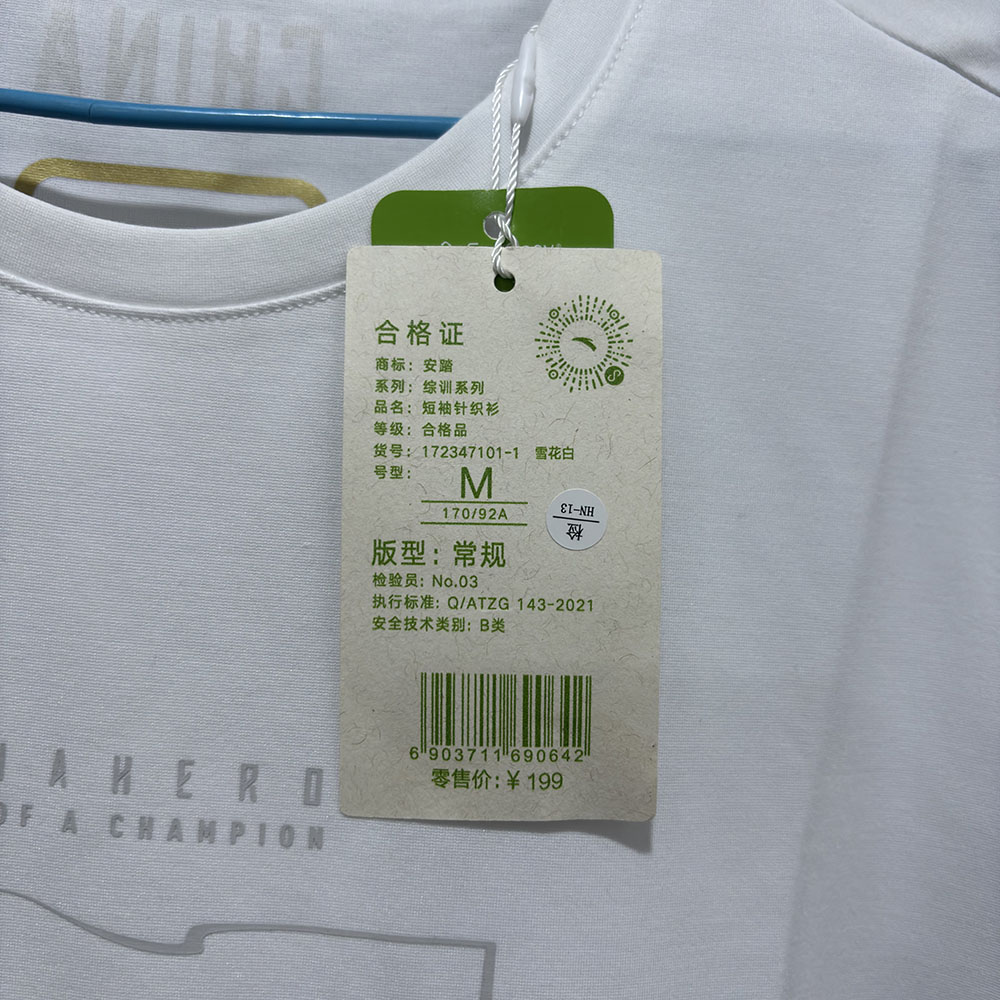 CHINA
合格证
商标：安踏
系列：综训系列
品名：短袖针织衫
等级：合格品
货号：172347101-1 雪花白
号型：
M
170/92A
检
HN-13
版型：常规
检验员：No.03
执行标准：Q/ATZG 143-2021
安全技术类别：B类
6 903711 690642
零售价：¥ 199
AHERO
OF A CHAMPION